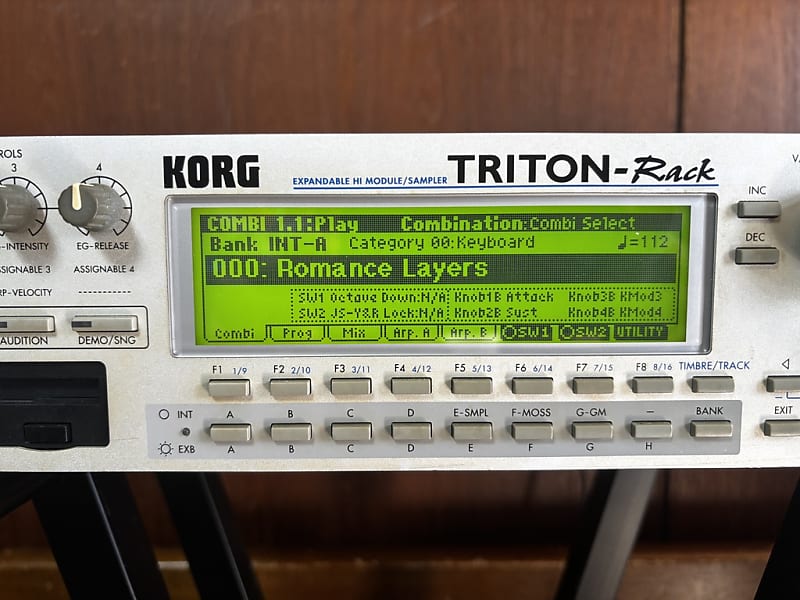 ROLS
3
4
-INTENSITY
EG-RELEASE
SSIGNABLE 3
ASSIGNABLE 4
RP-VELOCITY
AUDITION
DEMO/SNG
KORG
EXPANDABLE HI MODULE/SAMPLER
TRITON-Rack
COMBI 1.1:Play Combination:Combi Select
Bank INT-A Category 00:Keyboard ♩=112
000: Romance Layers
SW1 Octave Down:N/A Knob1B Attack Knob3B KMod3
SW2 JS-Y&R Lock:N/A Knob2B Sust Knob4B KMod4
Combi Prog Mix Arp. A Arp. B SW1 SW2 UTILITY
F1 1/9 F2 2/10 F3 3/11 F4 4/12 F5 5/13 F6 6/14 F7 7/15 F8 8/16 TIMBRE/TRACK
INT A B C D E-SMPL F-MOSS G-GM – BANK
EXB A B C D E F G H
VA
INC
DEC
EXIT